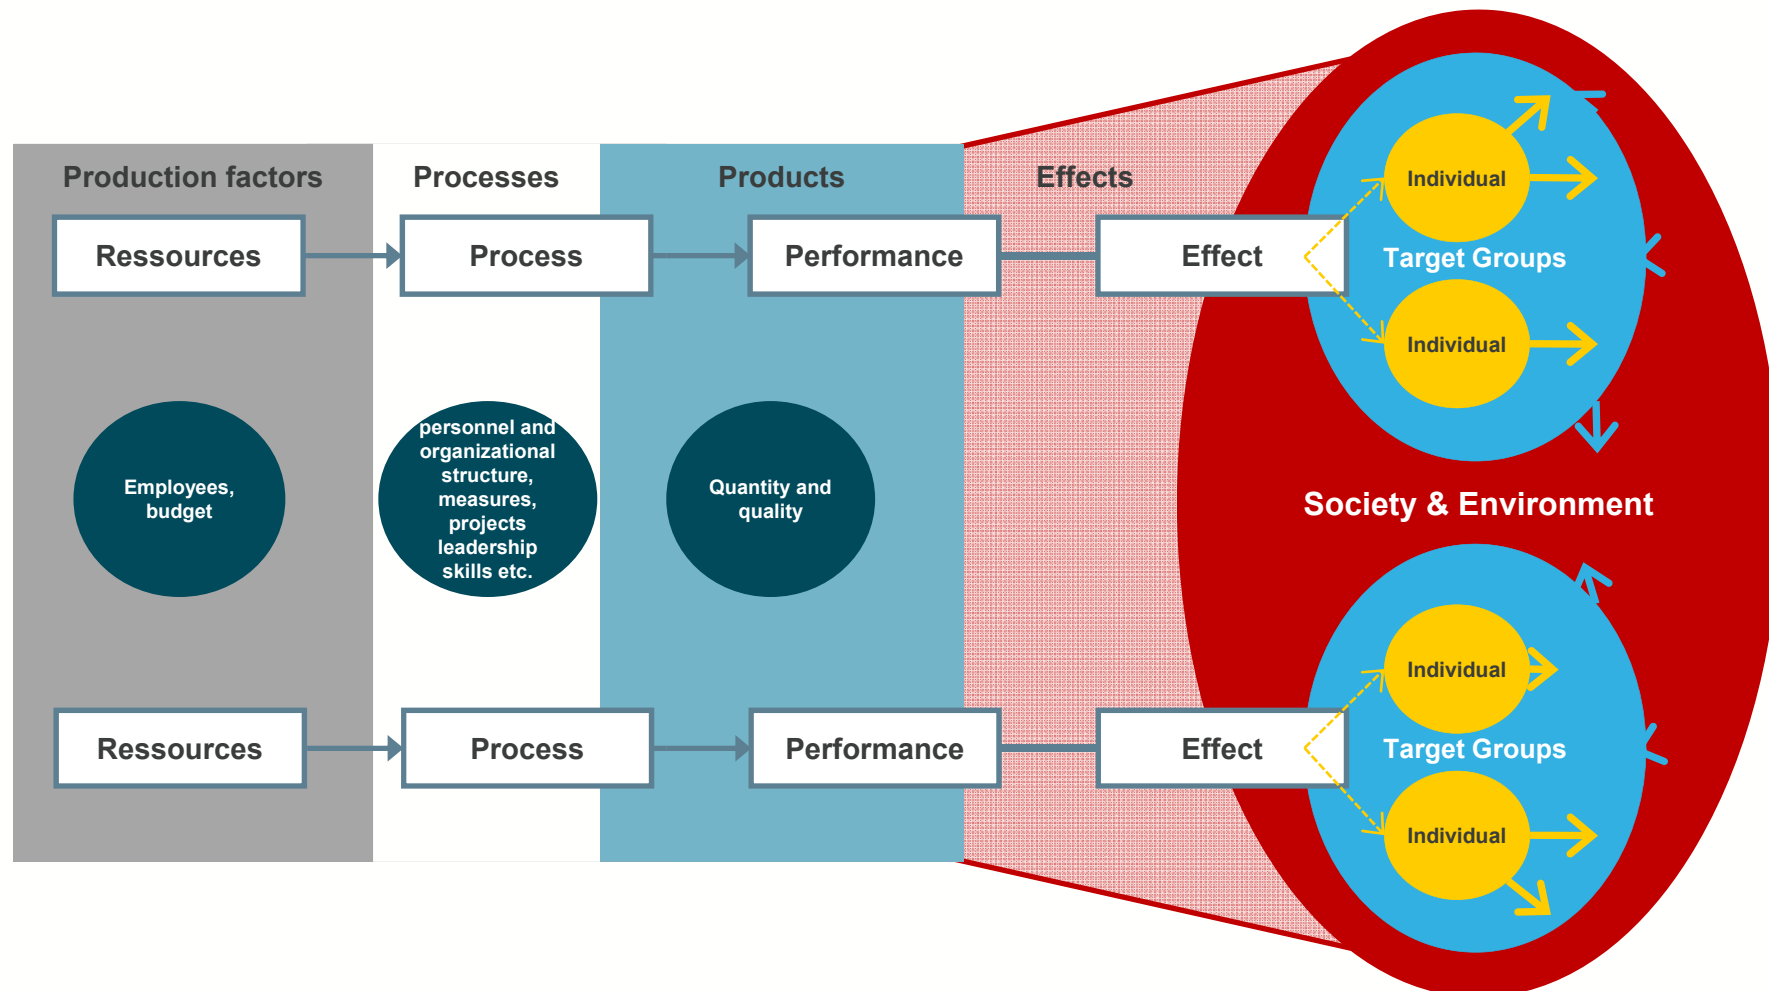 Production factors
Processes
Products
Effects
Ressources
Process
Performance
Effect
Individual
Target Groups
Individual
Employees,
budget
personnel and
organizational
structure,
measures,
projects
leadership
skills etc.
Quantity and
quality
Society & Environment
Ressources
Process
Performance
Effect
Individual
Target Groups
Individual